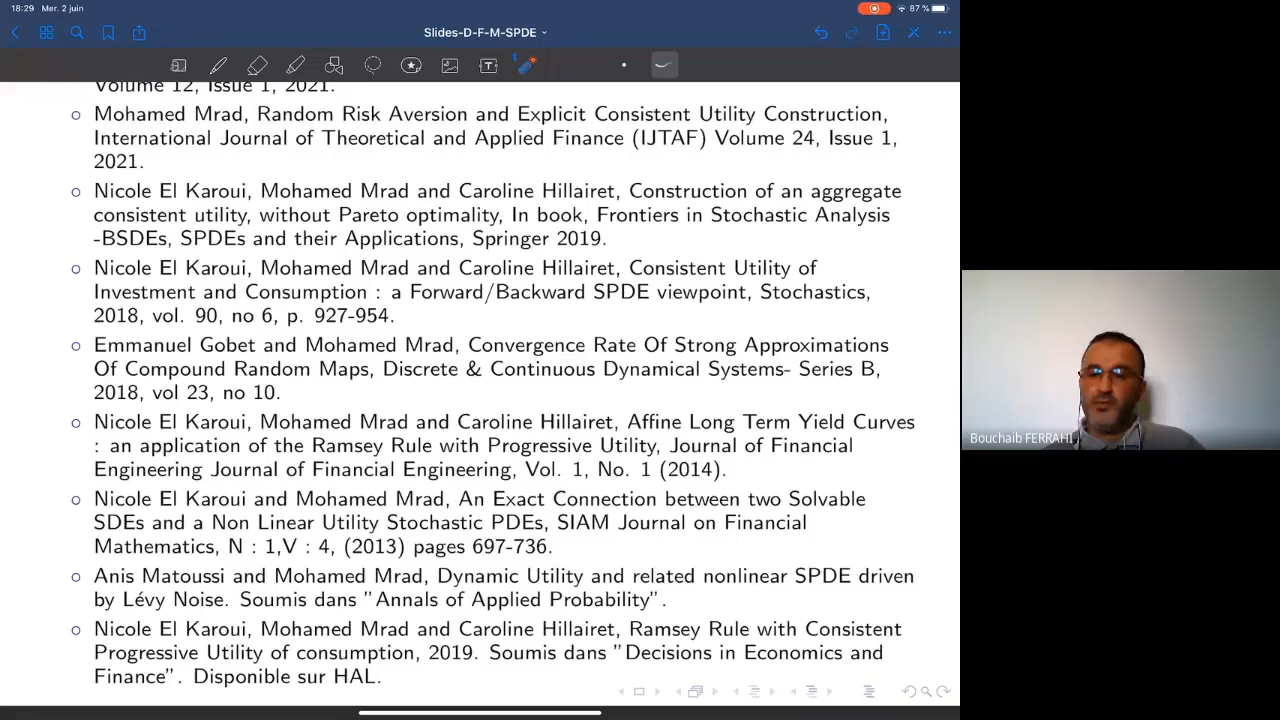 18:29 Mer. 2 juin
87 %
Slides-D-F-M-SPDE
Volume 12, Issue 1, 2021.
Mohamed Mrad, Random Risk Aversion and Explicit Consistent Utility Construction,
International Journal of Theoretical and Applied Finance (IJTAF) Volume 24, Issue 1,
2021.
Nicole El Karoui, Mohamed Mrad and Caroline Hillairet, Construction of an aggregate
consistent utility, without Pareto optimality, In book, Frontiers in Stochastic Analysis
-BSDEs, SPDEs and their Applications, Springer 2019.
Nicole El Karoui, Mohamed Mrad and Caroline Hillairet, Consistent Utility of
Investment and Consumption : a Forward/Backward SPDE viewpoint, Stochastics,
2018, vol. 90, no 6, p. 927-954.
Emmanuel Gobet and Mohamed Mrad, Convergence Rate Of Strong Approximations
Of Compound Random Maps, Discrete & Continuous Dynamical Systems- Series B,
2018, vol 23, no 10.
Nicole El Karoui, Mohamed Mrad and Caroline Hillairet, Affine Long Term Yield Curves
: an application of the Ramsey Rule with Progressive Utility, Journal of Financial
Engineering Journal of Financial Engineering, Vol. 1, No. 1 (2014).
Nicole El Karoui and Mohamed Mrad, An Exact Connection between two Solvable
SDEs and a Non Linear Utility Stochastic PDEs, SIAM Journal on Financial
Mathematics, N : 1,V : 4, (2013) pages 697-736.
Anis Matoussi and Mohamed Mrad, Dynamic Utility and related nonlinear SPDE driven
by Lévy Noise. Soumis dans "Annals of Applied Probability".
Nicole El Karoui, Mohamed Mrad and Caroline Hillairet, Ramsey Rule with Consistent
Progressive Utility of consumption, 2019. Soumis dans "Decisions in Economics and
Finance". Disponible sur HAL.
Bouchaib FERRAHI